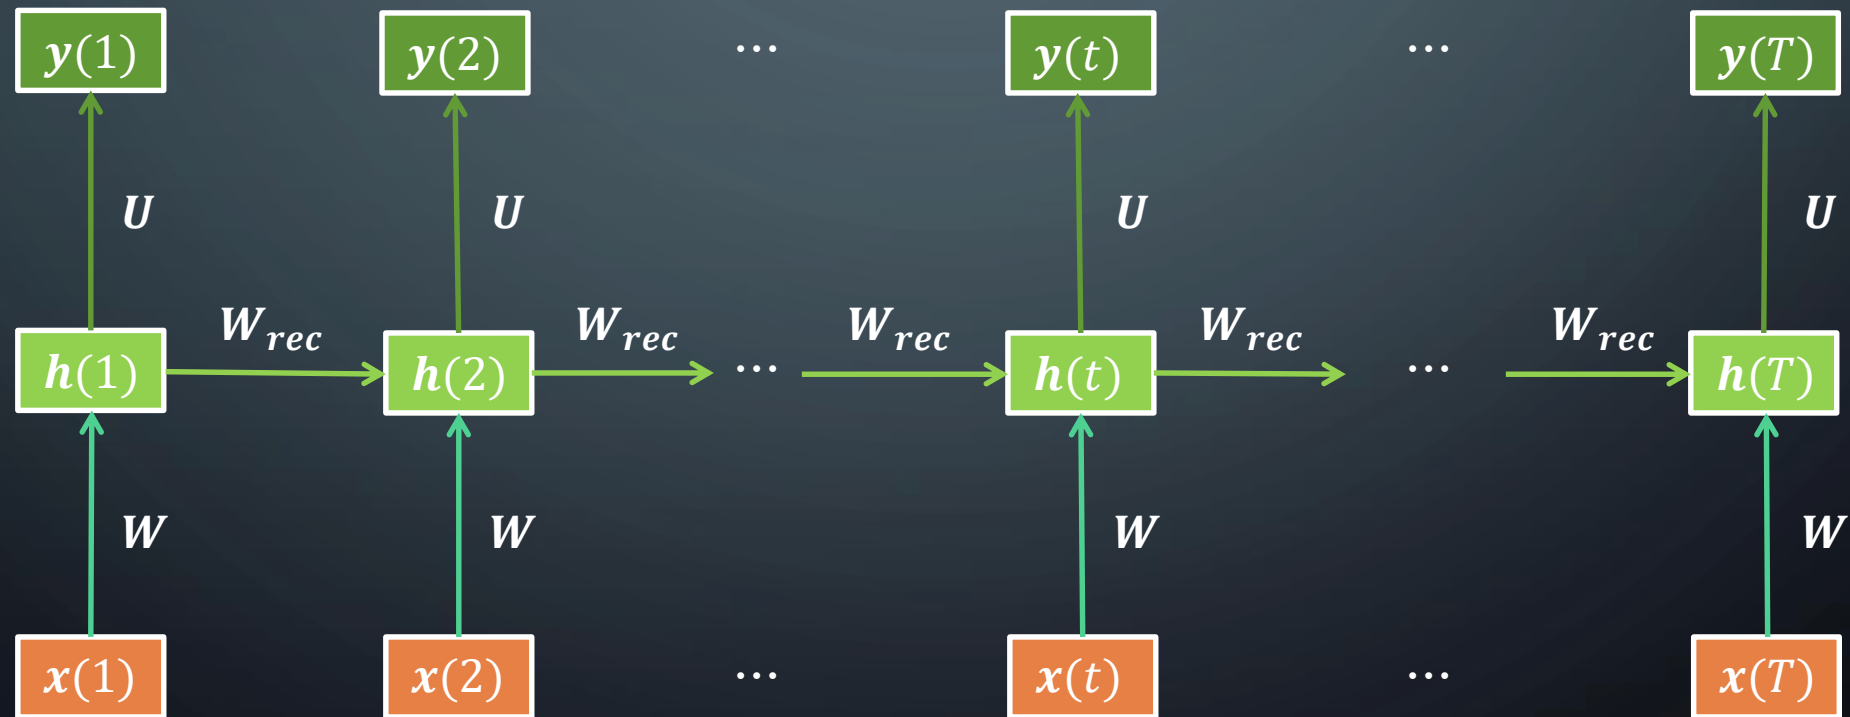 y(1) y(2) ... y(t) ... y(T)
U U U U
W_rec W_rec W_rec W_rec W_rec
h(1) h(2) ... h(t) ... h(T)
W W W W
x(1) x(2) ... x(t) ... x(T)